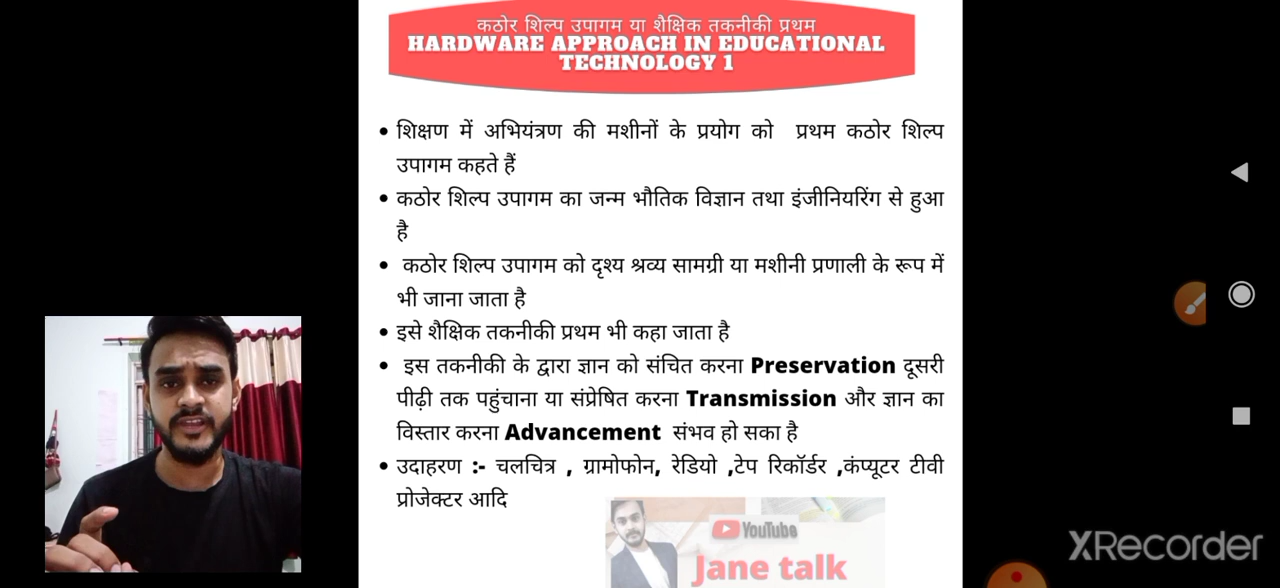 कठोर शिल्प उपागम या शैक्षिक तकनीकी प्रथम
HARDWARE APPROACH IN EDUCATIONAL
TECHNOLOGY 1
• शिक्षण में अभियंत्रण की मशीनों के प्रयोग को प्रथम कठोर शिल्प
उपागम कहते हैं
• कठोर शिल्प उपागम का जन्म भौतिक विज्ञान तथा इंजीनियरिंग से हुआ
है
• कठोर शिल्प उपागम को दृश्य श्रव्य सामग्री या मशीनी प्रणाली के रूप में
भी जाना जाता है
• इसे शैक्षिक तकनीकी प्रथम भी कहा जाता है
• इस तकनीकी के द्वारा ज्ञान को संचित करना Preservation दूसरी
पीढ़ी तक पहुंचाना या संप्रेषित करना Transmission और ज्ञान का
विस्तार करना Advancement संभव हो सका है
• उदाहरण :- चलचित्र , ग्रामोफोन, रेडियो ,टेप रिकॉर्डर ,कंप्यूटर टीवी
प्रोजेक्टर आदि
YouTube
Jane talk
XRecorder